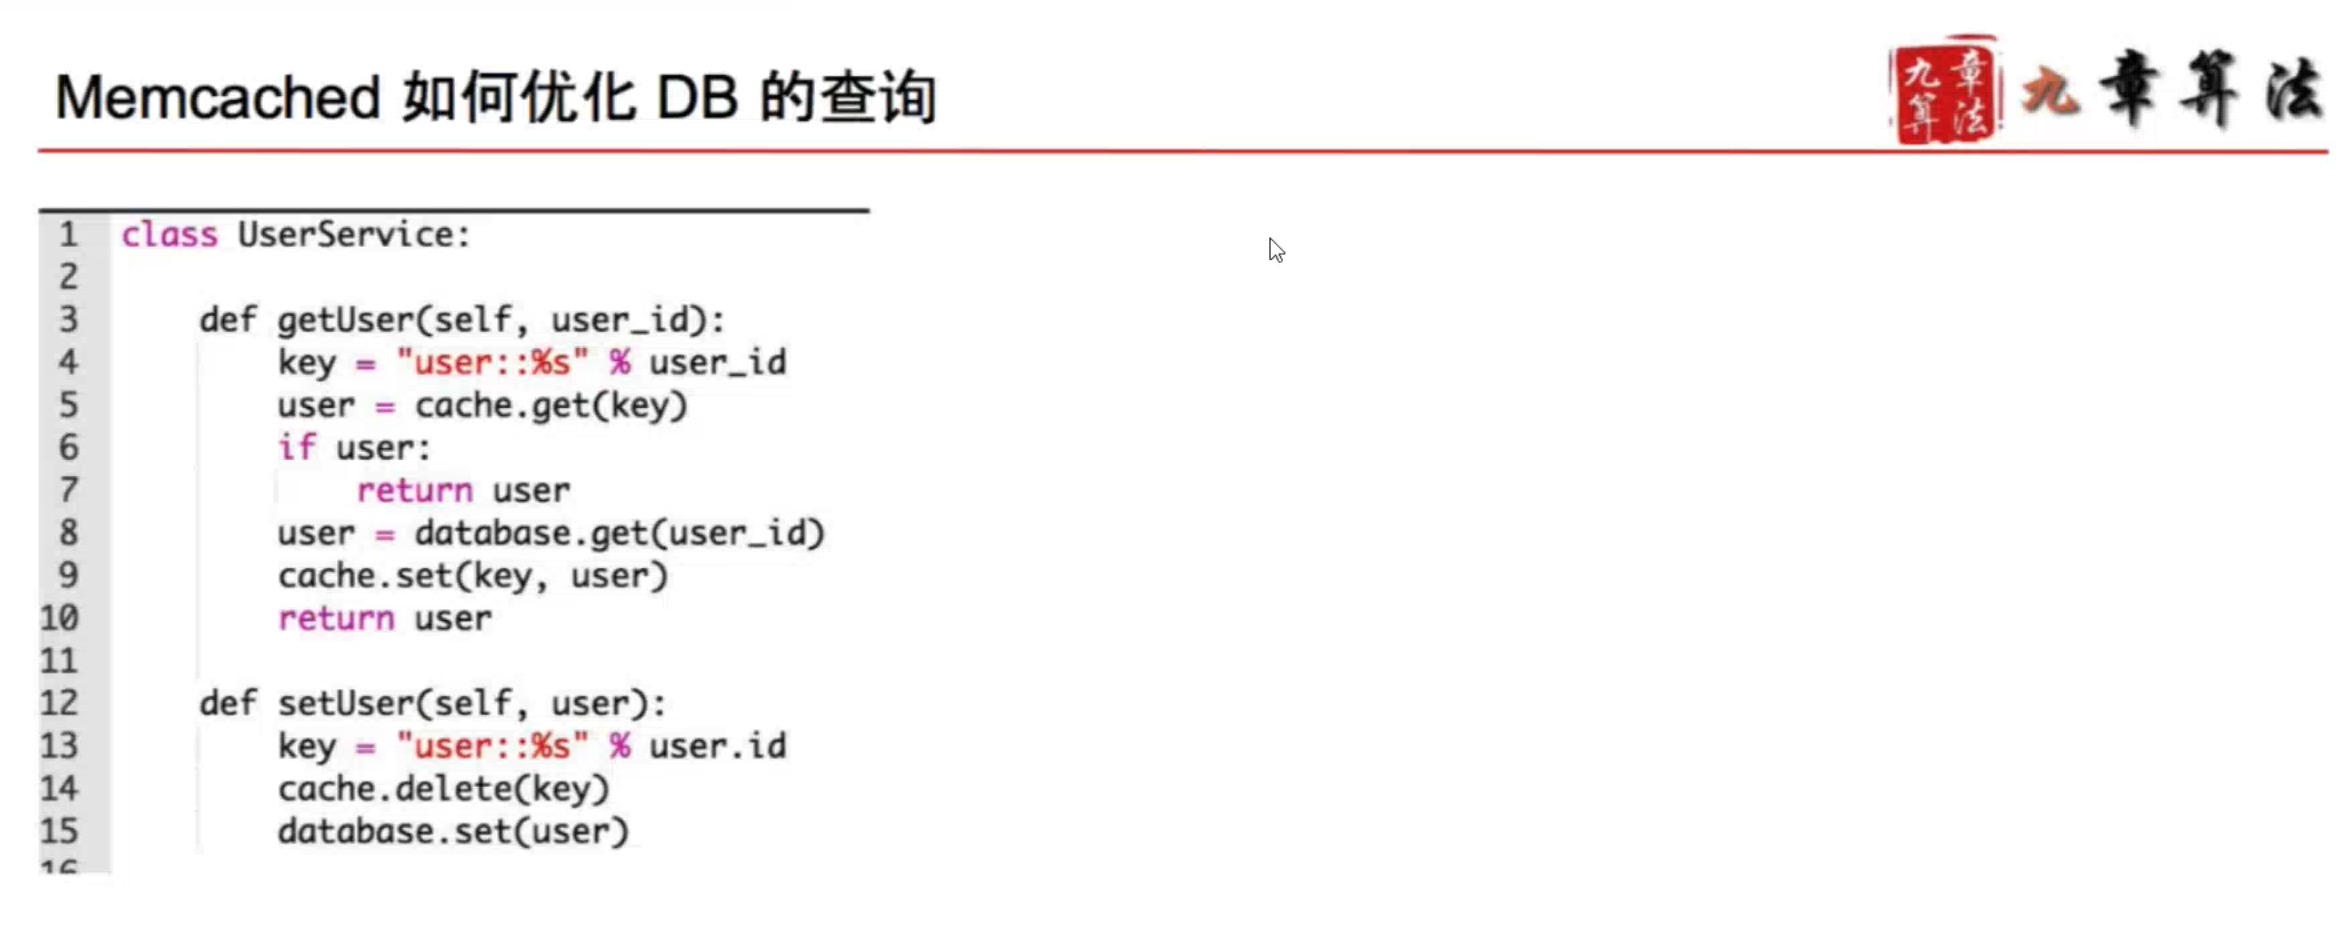 Memcached 如何优化 DB 的查询
九章
算法
九章算法
1 class UserService:
2
3     def getUser(self, user_id):
4         key = "user::%s" % user_id
5         user = cache.get(key)
6         if user:
7             return user
8         user = database.get(user_id)
9         cache.set(key, user)
10         return user
11
12     def setUser(self, user):
13         key = "user::%s" % user.id
14         cache.delete(key)
15         database.set(user)
16